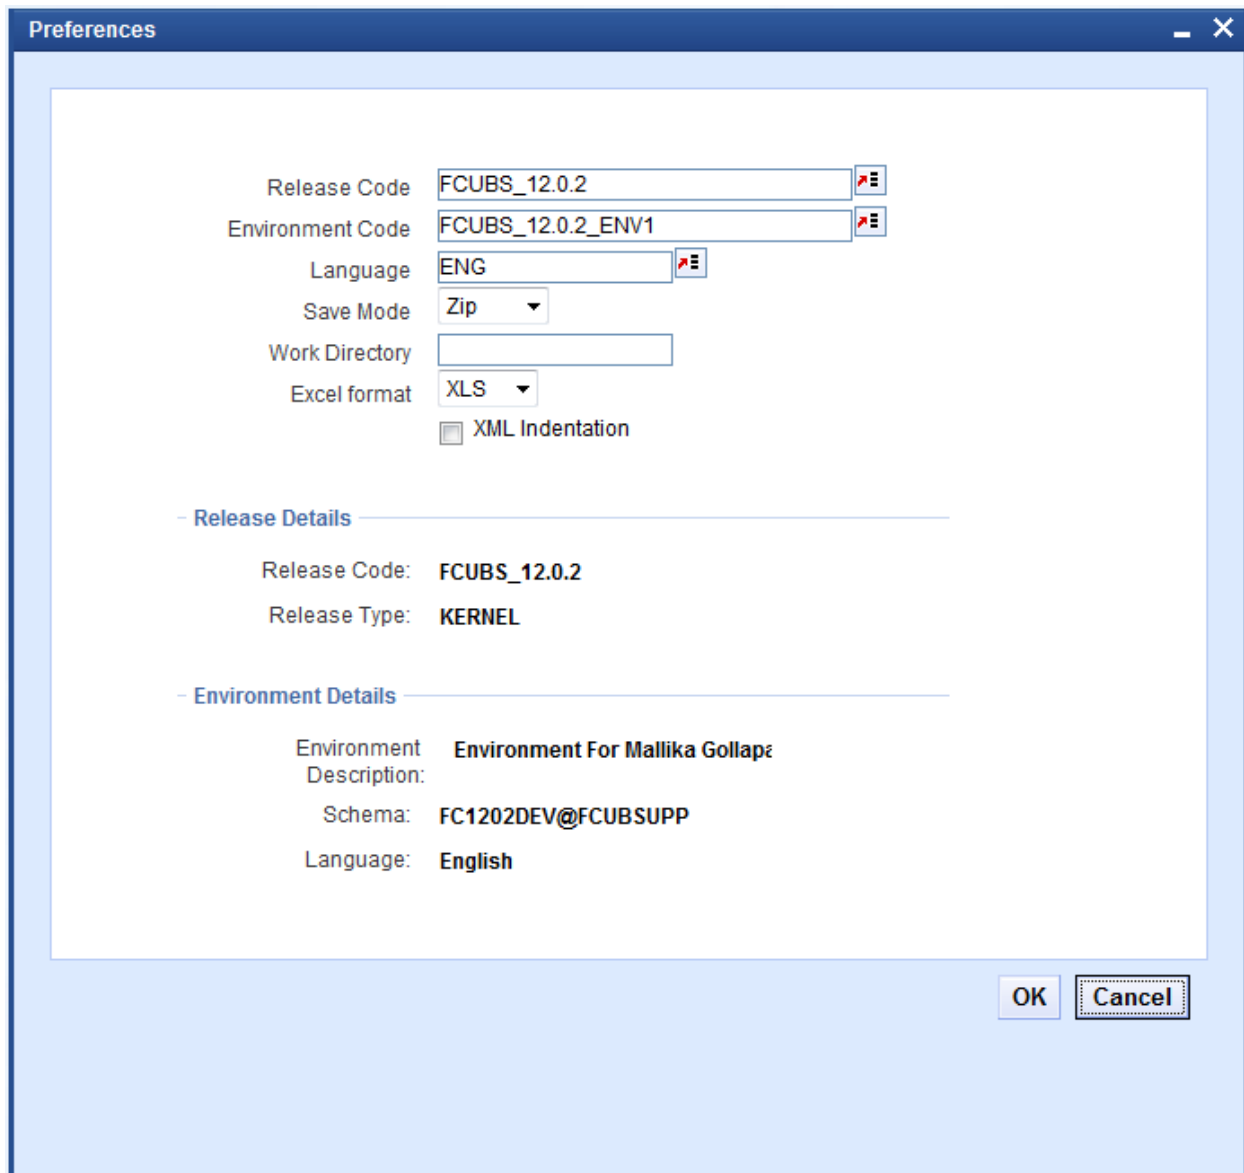 Preferences
Release Code FCUBS_12.0.2
Environment Code FCUBS_12.0.2_ENV1
Language ENG
Save Mode Zip
Work Directory
Excel format XLS
XML Indentation
Release Details
Release Code: FCUBS_12.0.2
Release Type: KERNEL
Environment Details
Environment Environment For Mallika Gollapa
Description:
Schema: FC1202DEV@FCUBSUPP
Language: English
OK Cancel